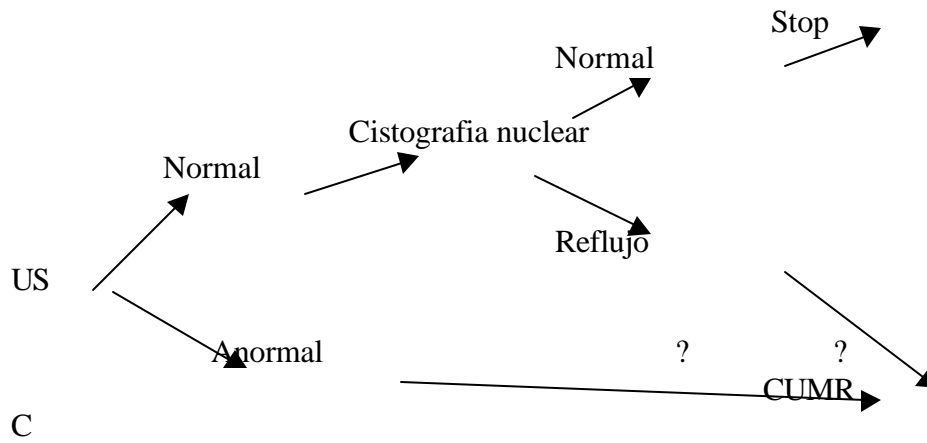 Stop
Normal
Cistografia nuclear
Normal
Reflujo
US
Anormal ? ?
CUMR
C